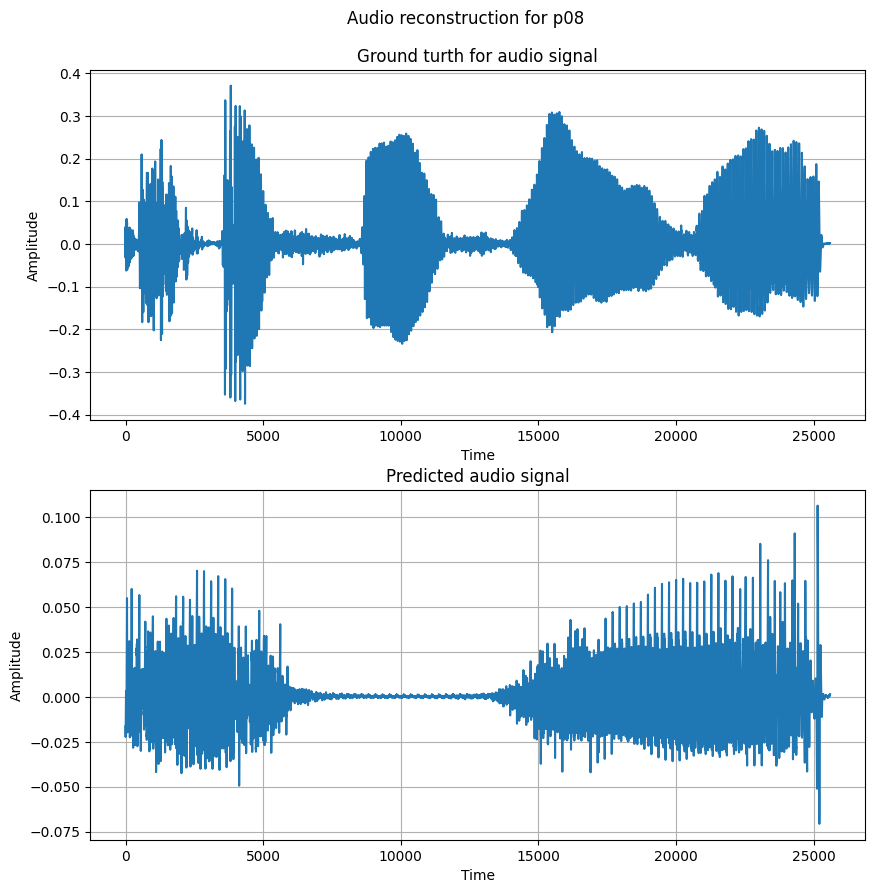 Audio reconstruction for p08
Ground turth for audio signal
0.4
0.3
0.2
0.1
0.0
−0.1
−0.2
−0.3
−0.4
Amplitude
0 5000 10000 15000 20000 25000
Time
Predicted audio signal
0.100
0.075
0.050
0.025
0.000
−0.025
−0.050
−0.075
Amplitude
0 5000 10000 15000 20000 25000
Time